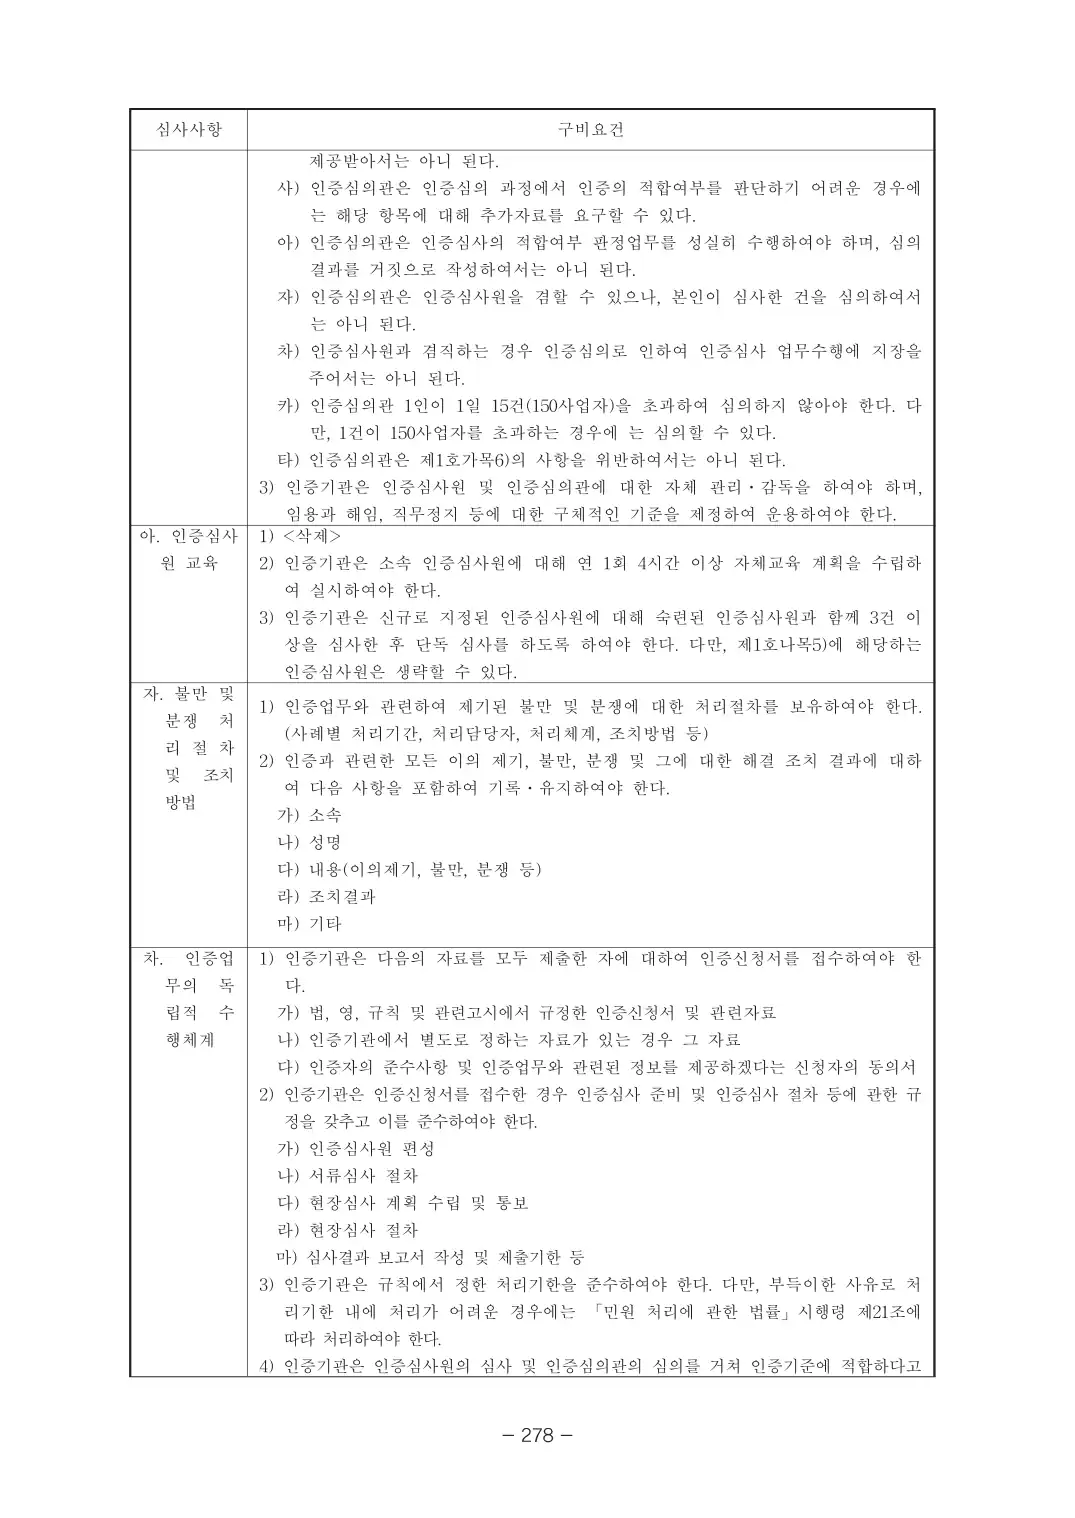 심사사항
구비요건
제공받아서는 아니 된다.
사) 인증심의관은 인증심의 과정에서 인증의 적합여부를 판단하기 어려운 경우에
는 해당 항목에 대해 추가자료를 요구할 수 있다.
아) 인증심의관은 인증심사의 적합여부 판정업무를 성실히 수행하여야 하며, 심의
결과를 거짓으로 작성하여서는 아니 된다.
자) 인증심의관은 인증심사원을 겸할 수 있으나, 본인이 심사한 건을 심의하여서
는 아니 된다.
차) 인증심사원과 겸직하는 경우 인증심의로 인하여 인증심사 업무수행에 지장을
주어서는 아니 된다.
카) 인증심의관 1인이 1일 15건(150사업자)을 초과하여 심의하지 않아야 한다. 다
만, 1건이 150사업자를 초과하는 경우에 는 심의할 수 있다.
타) 인증심의관은 제1호가목6)의 사항을 위반하여서는 아니 된다.
3) 인증기관은 인증심사원 및 인증심의관에 대한 자체 관리·감독을 하여야 하며,
임용과 해임, 직무정지 등에 대한 구체적인 기준을 제정하여 운용하여야 한다.
아. 인증심사
원 교육
1) <삭제>
2) 인증기관은 소속 인증심사원에 대해 연 1회 4시간 이상 자체교육 계획을 수립하
여 실시하여야 한다.
3) 인증기관은 신규로 지정된 인증심사원에 대해 숙련된 인증심사원과 함께 3건 이
상을 심사한 후 단독 심사를 하도록 하여야 한다. 다만, 제1호나목5)에 해당하는
인증심사원은 생략할 수 있다.
자. 불만 및
분쟁 처
리 절 차
및 조치
방법
1) 인증업무와 관련하여 제기된 불만 및 분쟁에 대한 처리절차를 보유하여야 한다.
(사례별 처리기간, 처리담당자, 처리체계, 조치방법 등)
2) 인증과 관련한 모든 이의 제기, 불만, 분쟁 및 그에 대한 해결 조치 결과에 대하
여 다음 사항을 포함하여 기록·유지하여야 한다.
가) 소속
나) 성명
다) 내용(이의제기, 불만, 분쟁 등)
라) 조치결과
마) 기타
차. 인증업
무의 독
립적 수
행체계
1) 인증기관은 다음의 자료를 모두 제출한 자에 대하여 인증신청서를 접수하여야 한
다.
가) 법, 영, 규칙 및 관련고시에서 규정한 인증신청서 및 관련자료
나) 인증기관에서 별도로 정하는 자료가 있는 경우 그 자료
다) 인증자의 준수사항 및 인증업무와 관련된 정보를 제공하겠다는 신청자의 동의서
2) 인증기관은 인증신청서를 접수한 경우 인증심사 준비 및 인증심사 절차 등에 관한 규
정을 갖추고 이를 준수하여야 한다.
가) 인증심사원 편성
나) 서류심사 절차
다) 현장심사 계획 수립 및 통보
라) 현장심사 절차
마) 심사결과 보고서 작성 및 제출기한 등
3) 인증기관은 규칙에서 정한 처리기한을 준수하여야 한다. 다만, 부득이한 사유로 처
리기한 내에 처리가 어려운 경우에는 「민원 처리에 관한 법률」시행령 제21조에
따라 처리하여야 한다.
4) 인증기관은 인증심사원의 심사 및 인증심의관의 심의를 거쳐 인증기준에 적합하다고
- 278 -